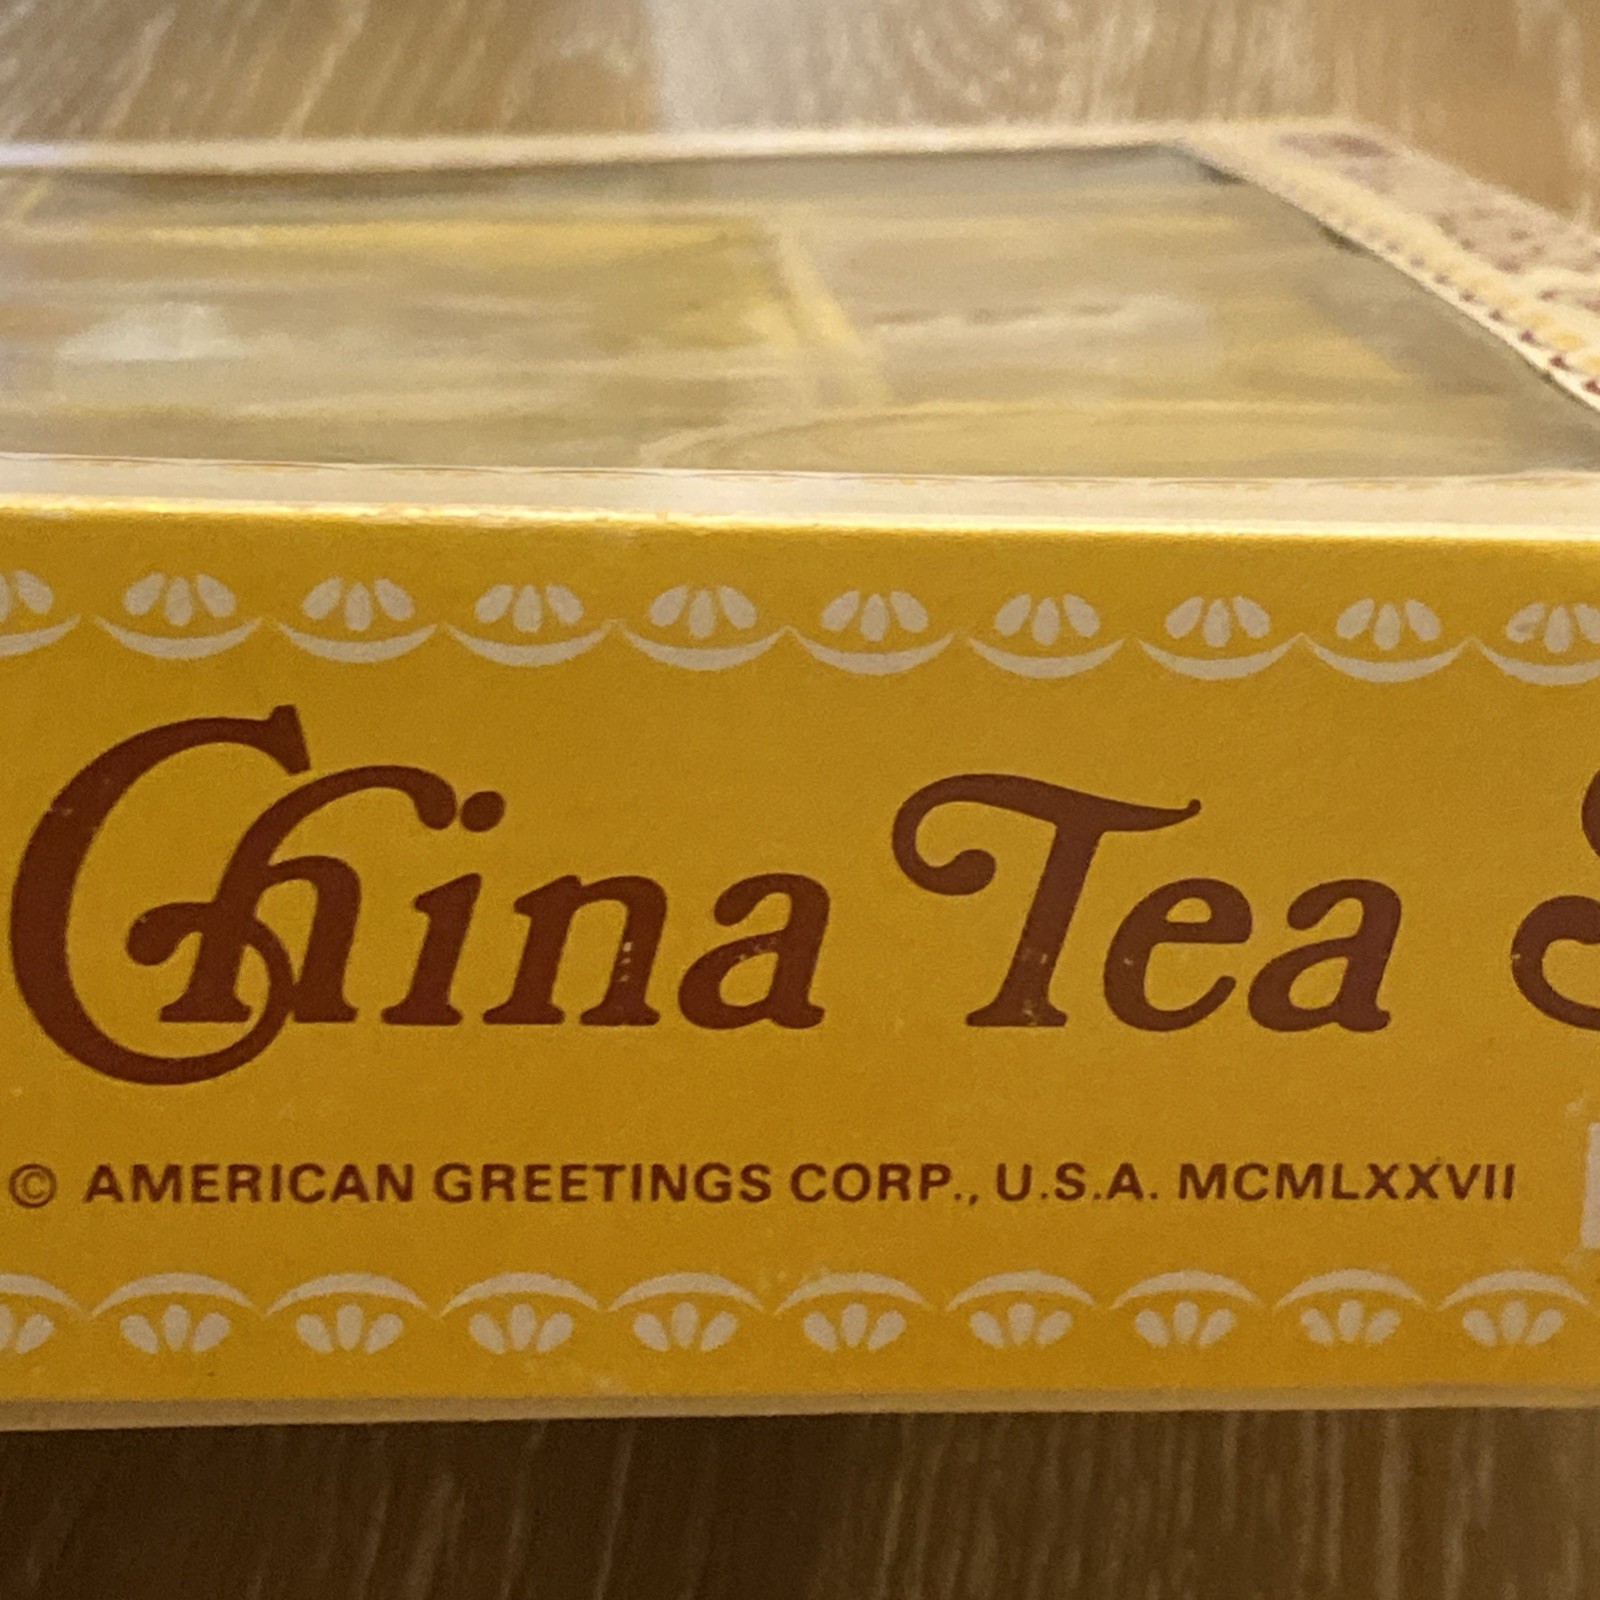 China Tea
© AMERICAN GREETINGS CORP., U.S.A. MCMLXXVII